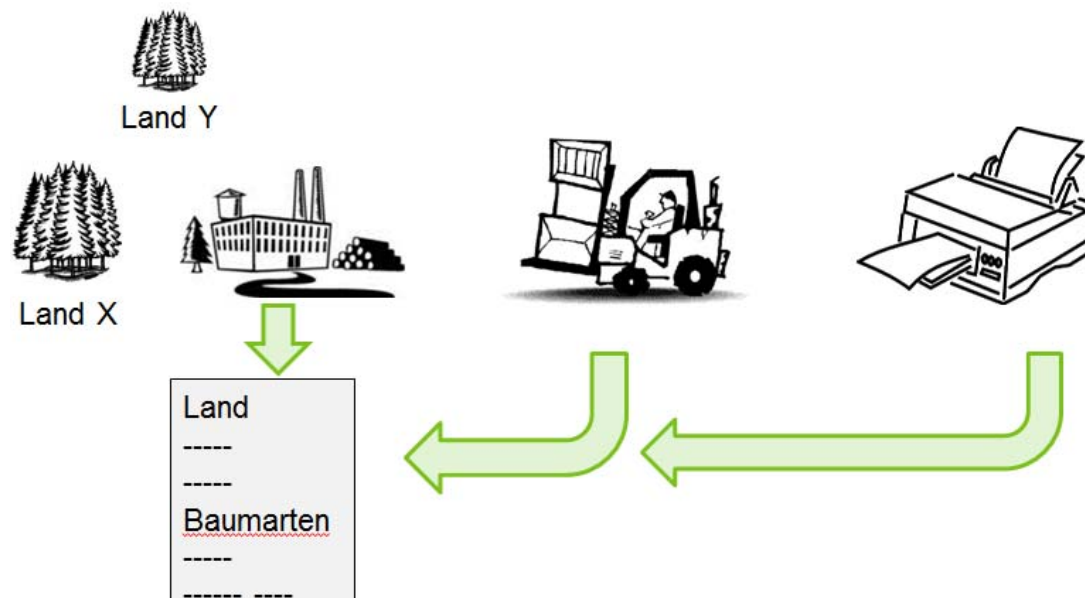 Land Y
Land X
Land
-----
-----
Baumarten
-----
------ ----